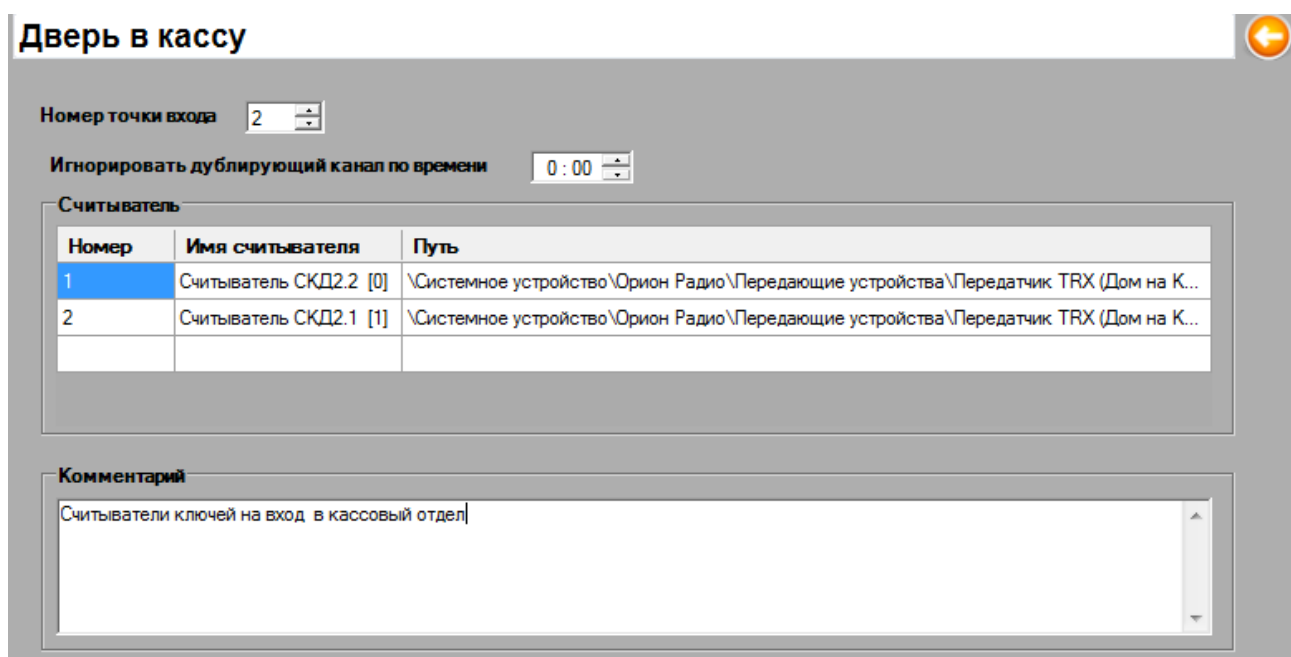 Дверь в кассу
Номер точки входа 2
Игнорировать дублирующий канал по времени 0 : 00
Считыватель
Номер Имя считывателя Путь
1 Считыватель СКД2.2 [0] \Системное устройство\Орион Радио\Передающие устройства\Передатчик TRX (Дом на К...
2 Считыватель СКД2.1 [1] \Системное устройство\Орион Радио\Передающие устройства\Передатчик TRX (Дом на К...
Комментарий
Считыватели ключей на вход в кассовый отдел